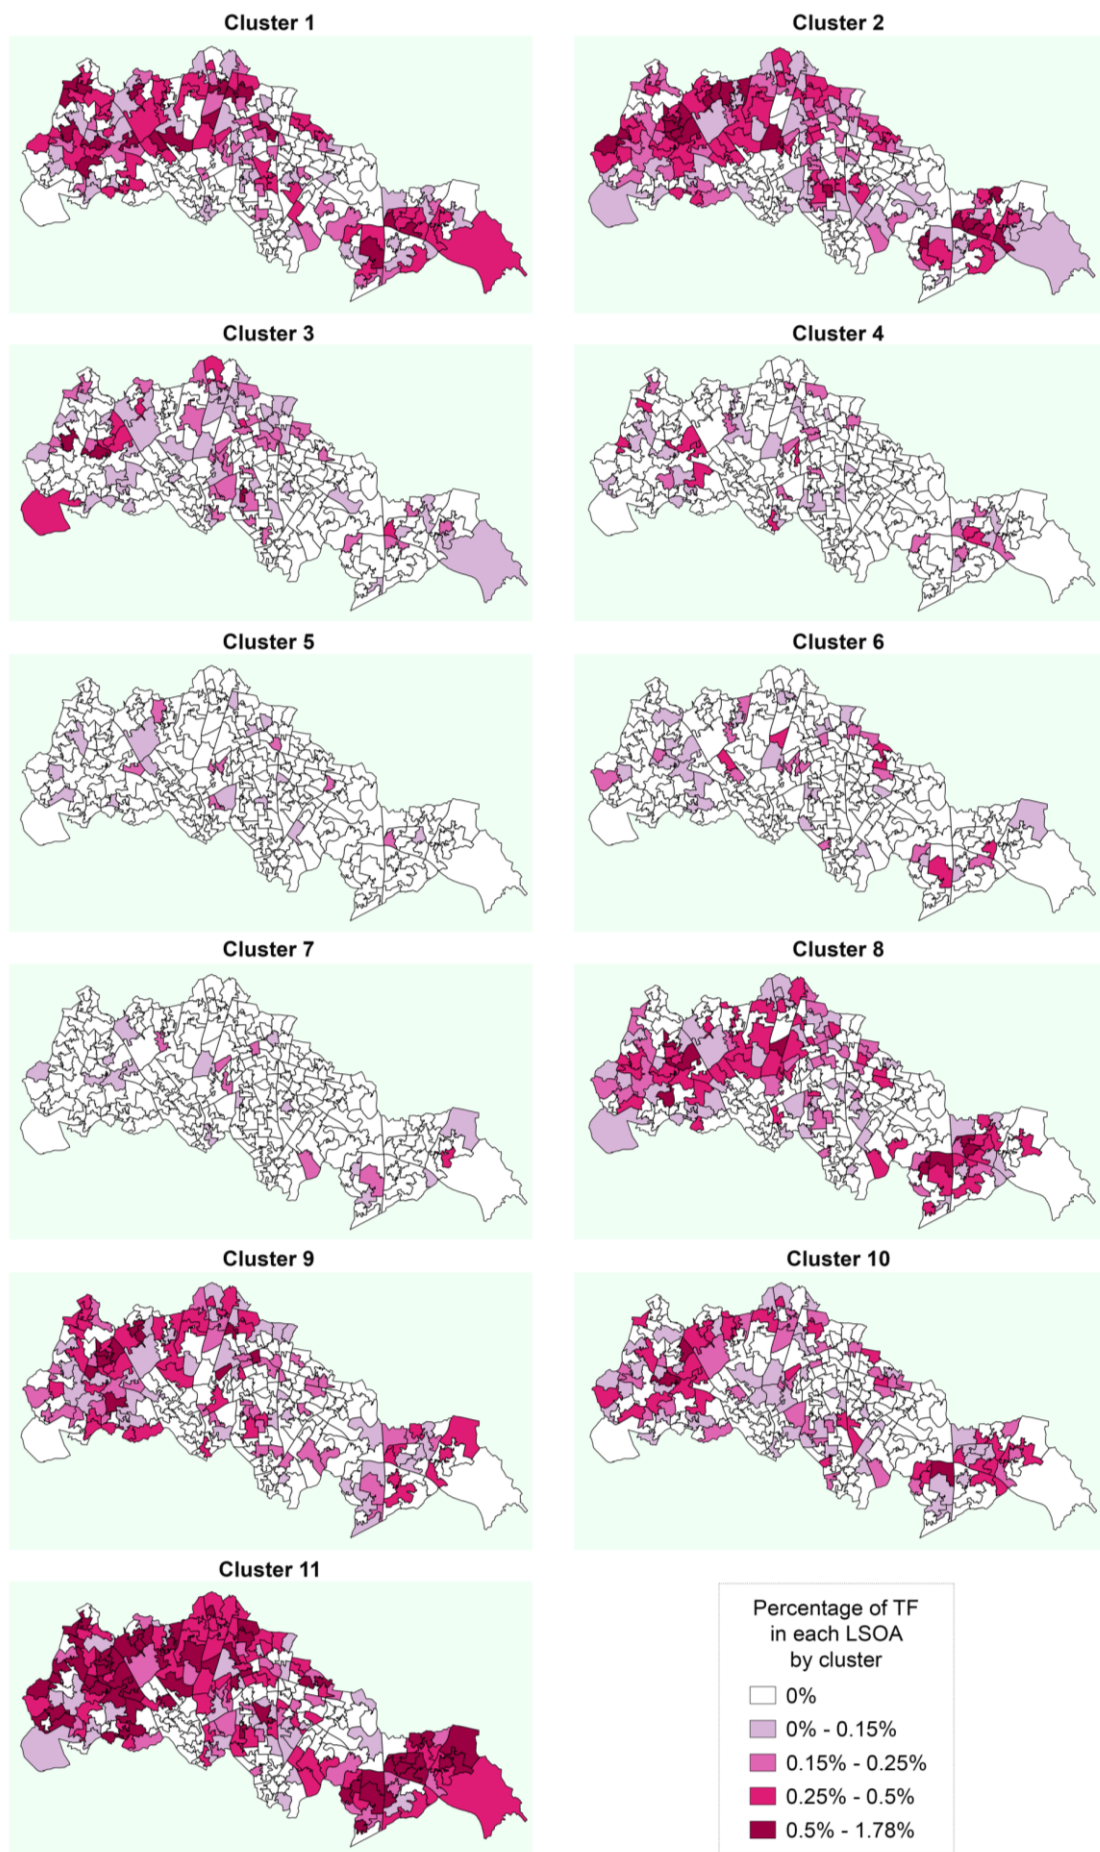 Cluster 1
Cluster 2
Cluster 3
Cluster 4
Cluster 5
Cluster 6
Cluster 7
Cluster 8
Cluster 9
Cluster 10
Cluster 11
Percentage of TF
in each LSOA
by cluster
0%
0% - 0.15%
0.15% - 0.25%
0.25% - 0.5%
0.5% - 1.78%